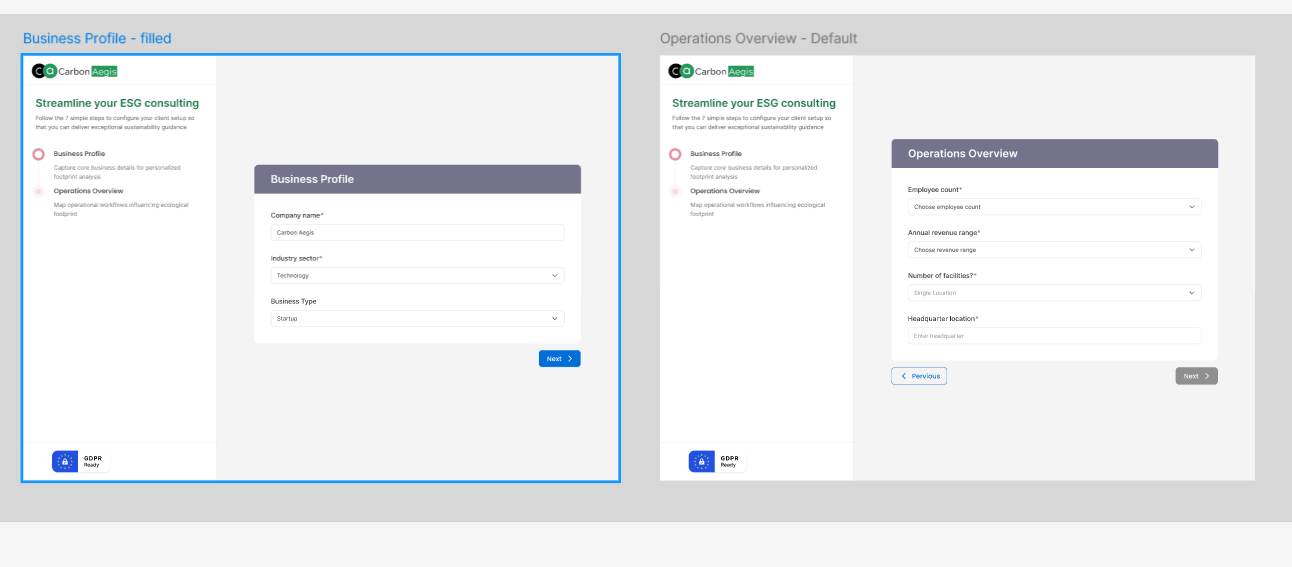 Business Profile - filled
Carbon Aegis
Streamline your ESG consulting
Follow the 7 simple steps to configure your client setup so
that you can deliver exceptional sustainability guidance
Business Profile
Capture core business details for personalized
footprint analysis
Operations Overview
Map operational workflows influencing ecological
footprint
GDPR
Ready
Business Profile
Company name*
Carbon Aegis
Industry sector*
Technology
Business Type
Startup
Next
Operations Overview - Default
Carbon Aegis
Streamline your ESG consulting
Follow the 7 simple steps to configure your client setup so
that you can deliver exceptional sustainability guidance
Business Profile
Capture core business details for personalized
footprint analysis
Operations Overview
Map operational workflows influencing ecological
footprint
GDPR
Ready
Operations Overview
Employee count*
Choose employee count
Annual revenue range*
Choose revenue range
Number of facilities?*
Single Location
Headquarter location*
Enter headquarter
Pervious
Next